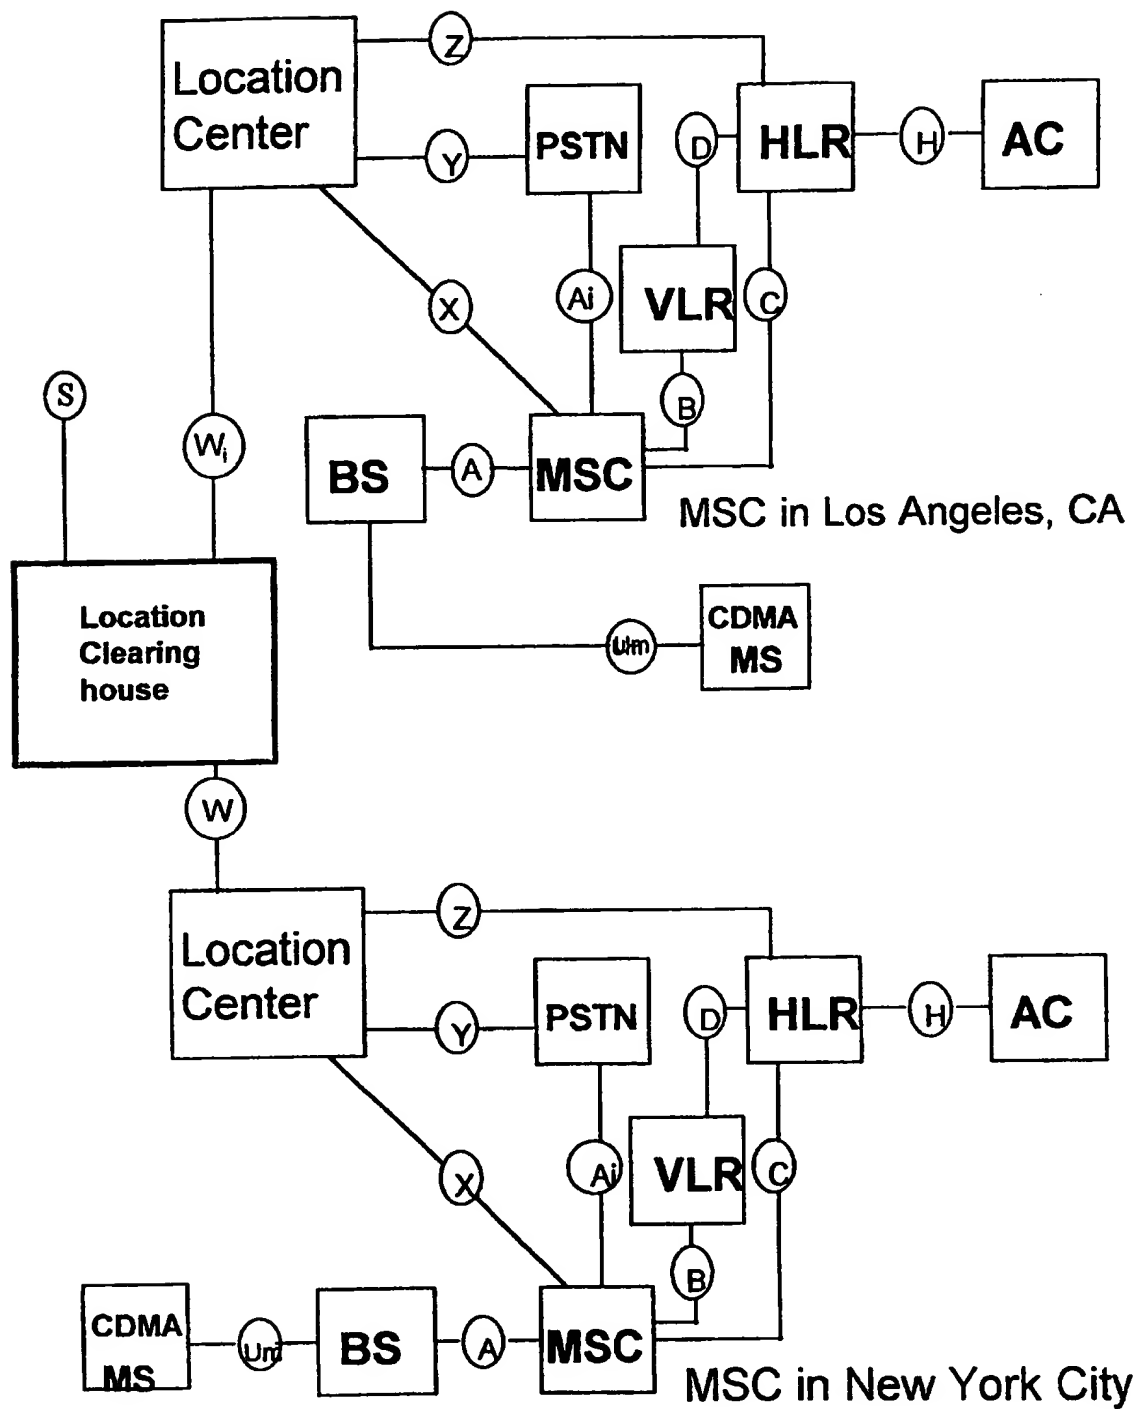 Z
Location
Center
PSTN
D
HLR
H
AC
Y
X
Ai
VLR
C
S
Wi
B
BS
A
MSC
MSC in Los Angeles, CA
Location
Clearing
house
Um
CDMA
MS
W
Z
Location
Center
PSTN
D
HLR
H
AC
Y
X
Ai
VLR
C
B
CDMA
MS
Um
BS
A
MSC
MSC in New York City